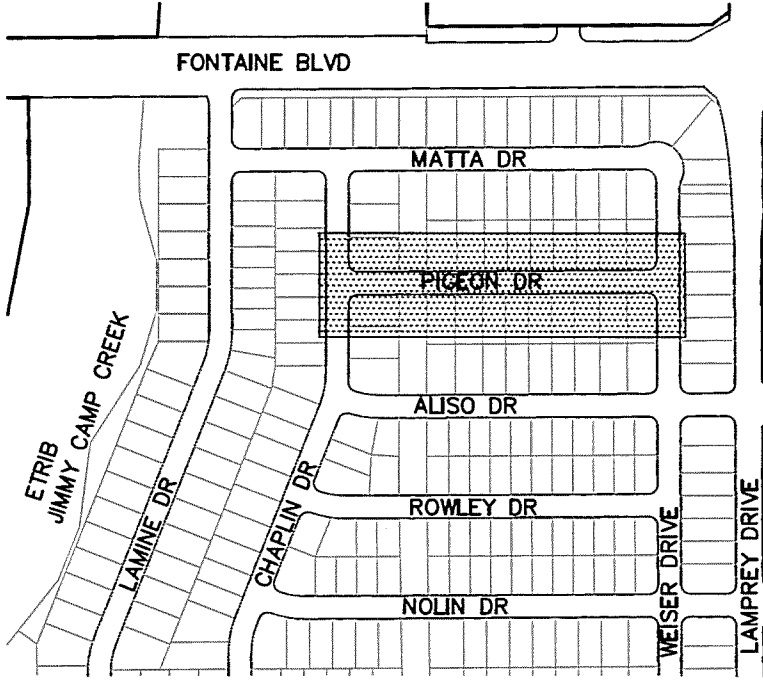 FONTAINE BLVD
MATTA DR
PIGEON DR
ETRIB
JIMMY CAMP CREEK
ALISO DR
LAMINE DR
CHAPLIN DR
ROWLEY DR
WEISER DRIVE
LAMPREY DRIVE
NOLIN DR